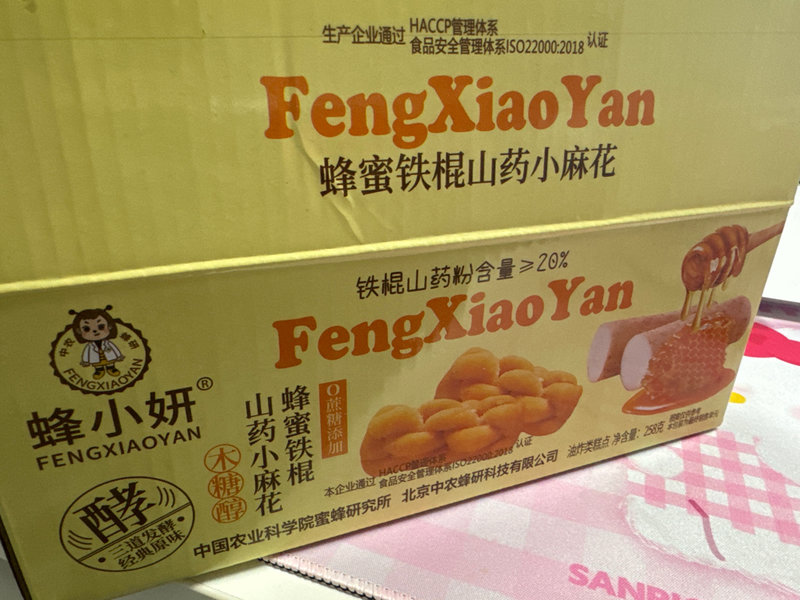 生产企业通过 HACCP管理体系
食品安全管理体系ISO22000:2018 认证
FengXiaoYan
蜂蜜铁棍山药小麻花
铁棍山药粉含量≥20%
FengXiaoYan
中农 蜂研
FENGXIAOYAN
蜂小妍®
FENGXIAOYAN
酵
三道发酵
经典原味
0蔗糖添加
蜂蜜铁棍
山药小麻花
木糖醇
本企业通过 HACCP管理体系
食品安全管理体系ISO22000:2018 认证
油炸类糕点 净含量：258克
中国农业科学院蜜蜂研究所 北京中农蜂研科技有限公司
SANRI